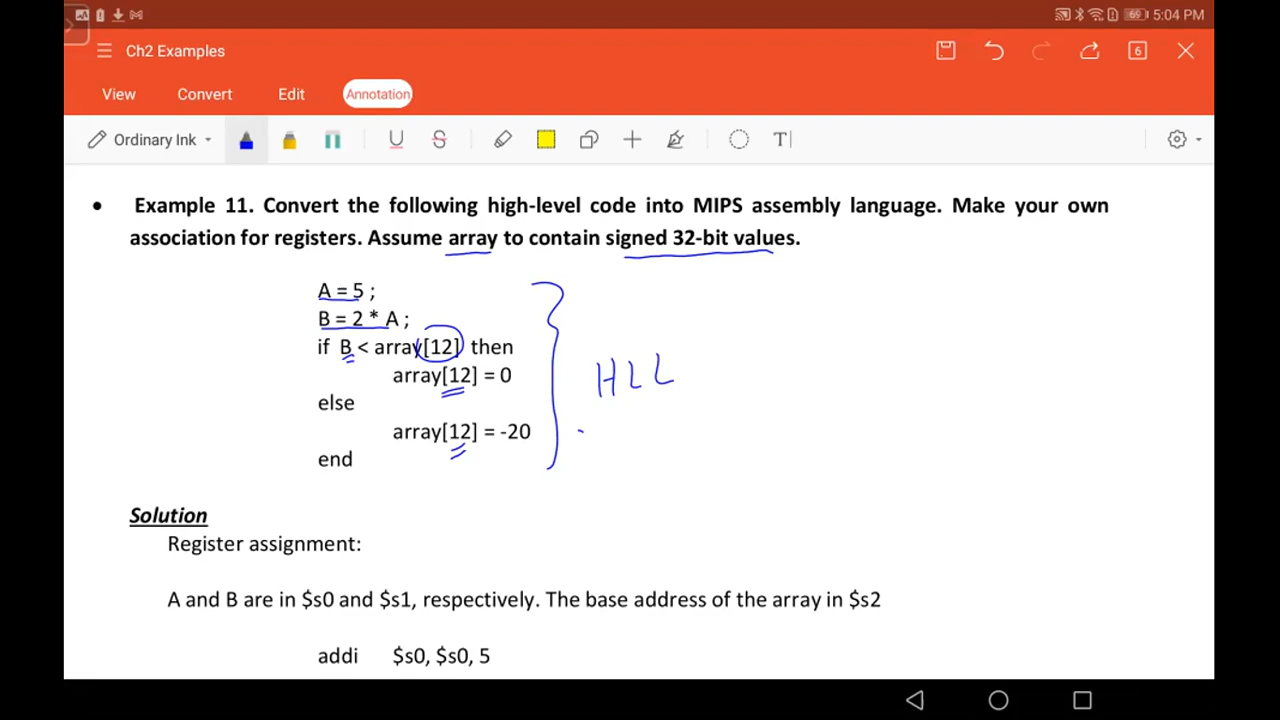 69 5:04 PM
Ch2 Examples
6
View Convert Edit Annotation
Ordinary Ink
T
• Example 11. Convert the following high-level code into MIPS assembly language. Make your own
association for registers. Assume array to contain signed 32-bit values.
A = 5 ;
B = 2 * A ;
if B < array[12] then
array[12] = 0
HLL
else
array[12] = -20
end
Solution
Register assignment:
A and B are in $s0 and $s1, respectively. The base address of the array in $s2
addi $s0, $s0, 5